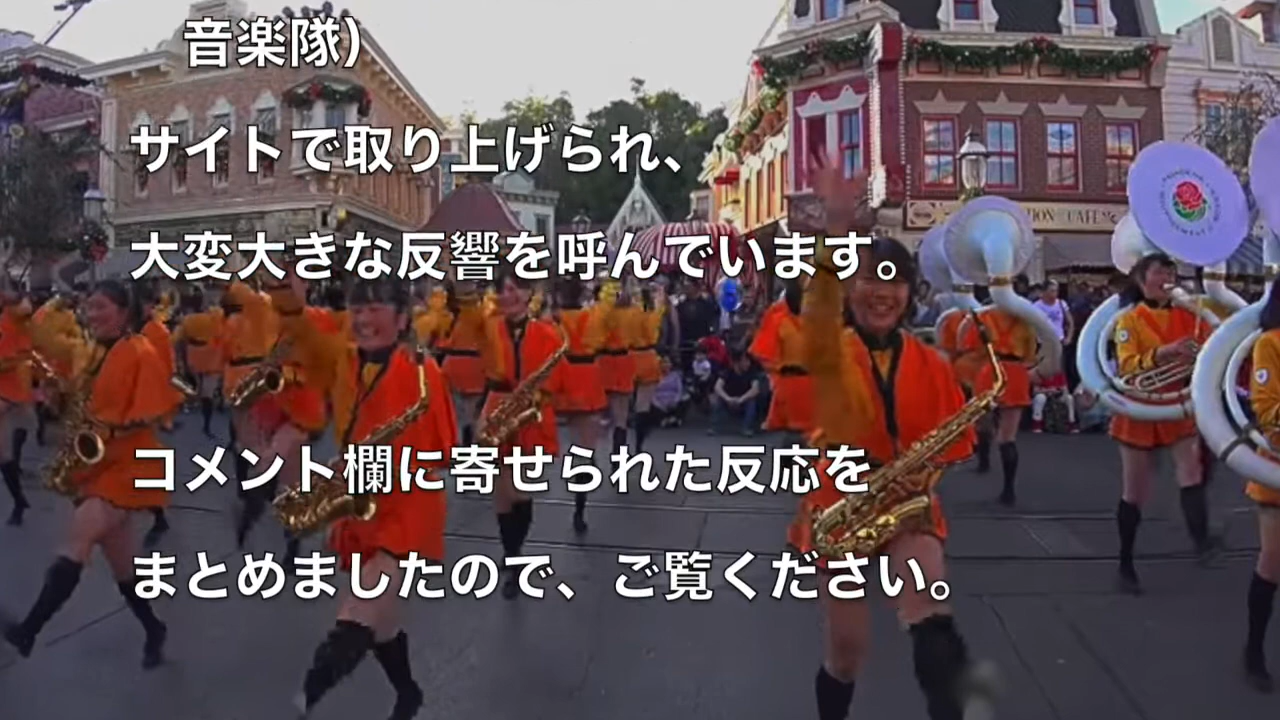 音楽隊）
サイトで取り上げられ、
大変大きな反響を呼んでいます。
コメント欄に寄せられた反応を
まとめましたので、ご覧ください。